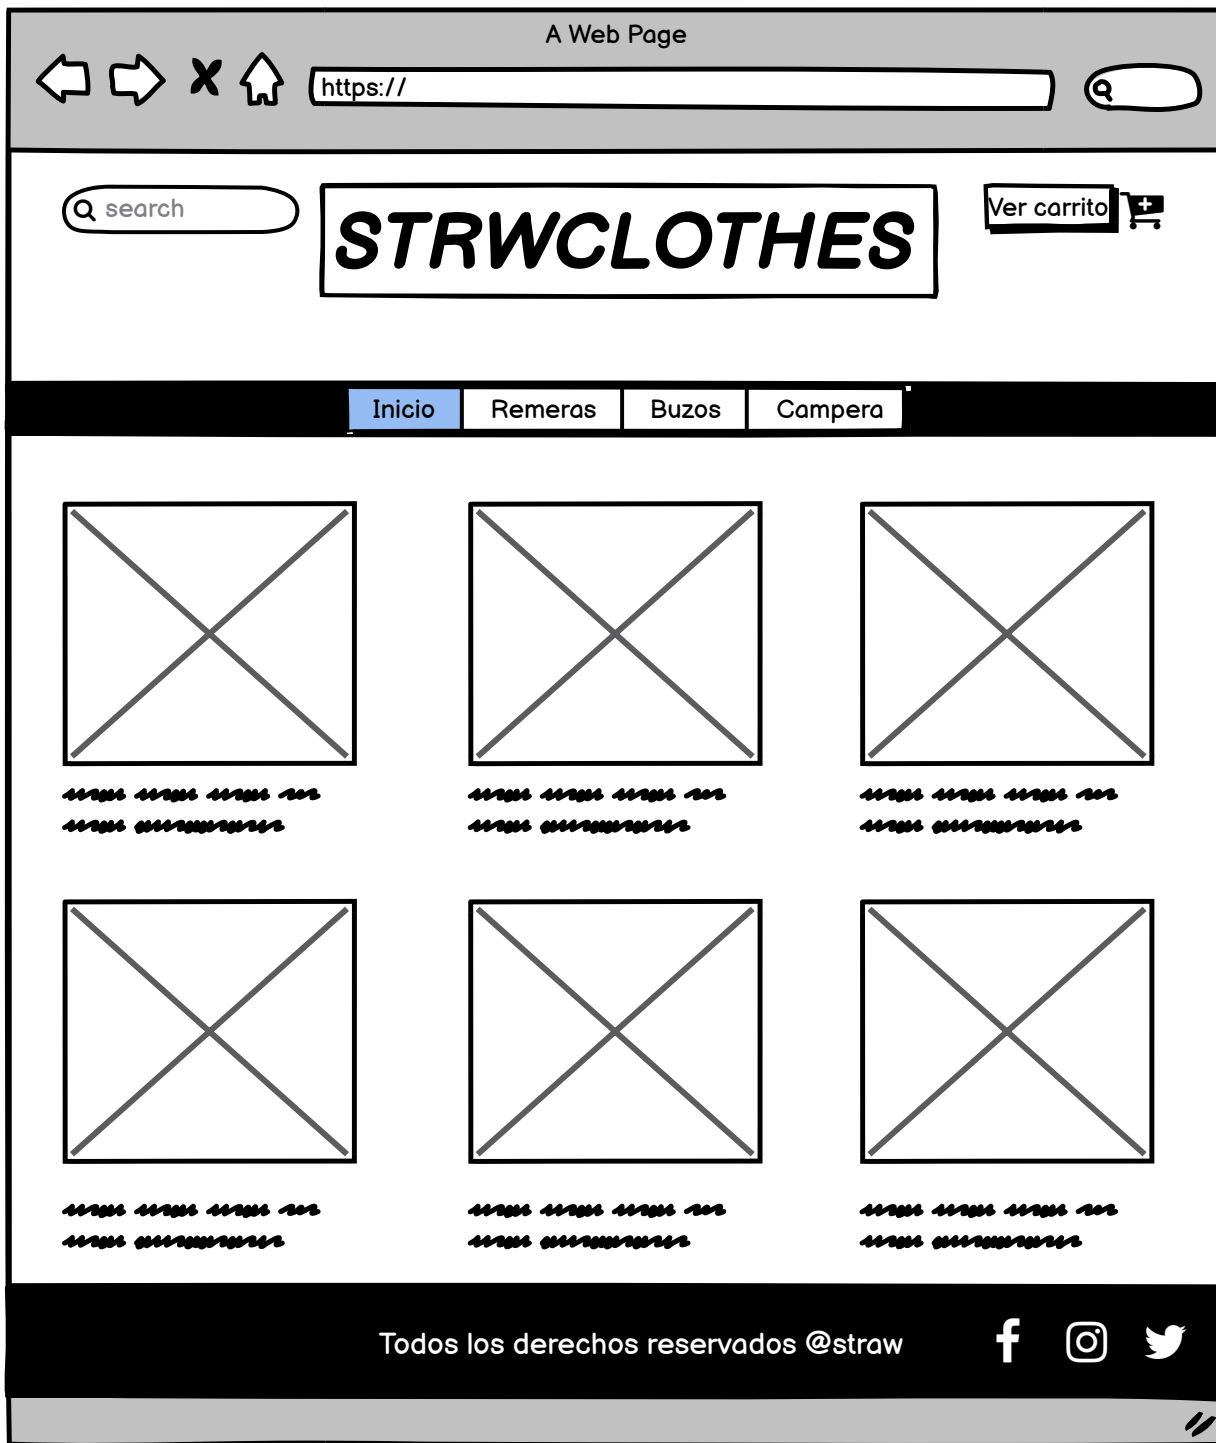 A Web Page
https://
search
STRWCLOTHES
Ver carrito
Inicio
Remeras
Buzos
Campera
Todos los derechos reservados @straw